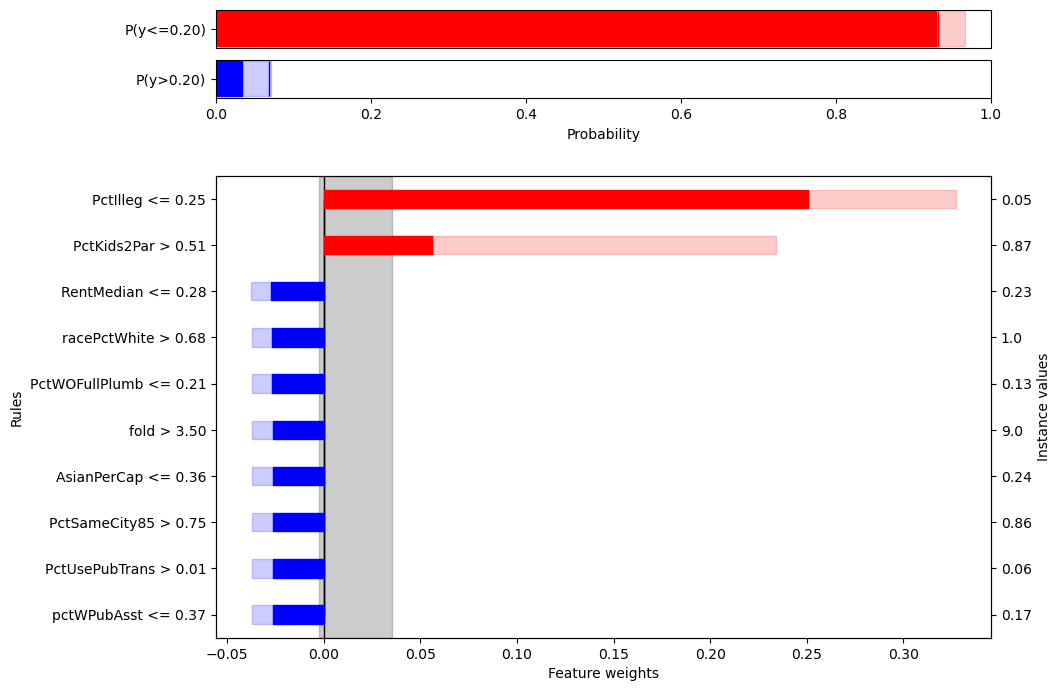 P(y<=0.20)
P(y>0.20)
0.0 0.2 0.4 0.6 0.8 1.0
Probability
Rules
PctIlleg <= 0.25 0.05
PctKids2Par > 0.51 0.87
RentMedian <= 0.28 0.23
racePctWhite > 0.68 1.0
PctWOFullPlumb <= 0.21 0.13
fold > 3.50 9.0
AsianPerCap <= 0.36 0.24
PctSameCity85 > 0.75 0.86
PctUsePubTrans > 0.01 0.06
pctWPubAsst <= 0.37 0.17
Instance values
−0.05 0.00 0.05 0.10 0.15 0.20 0.25 0.30
Feature weights